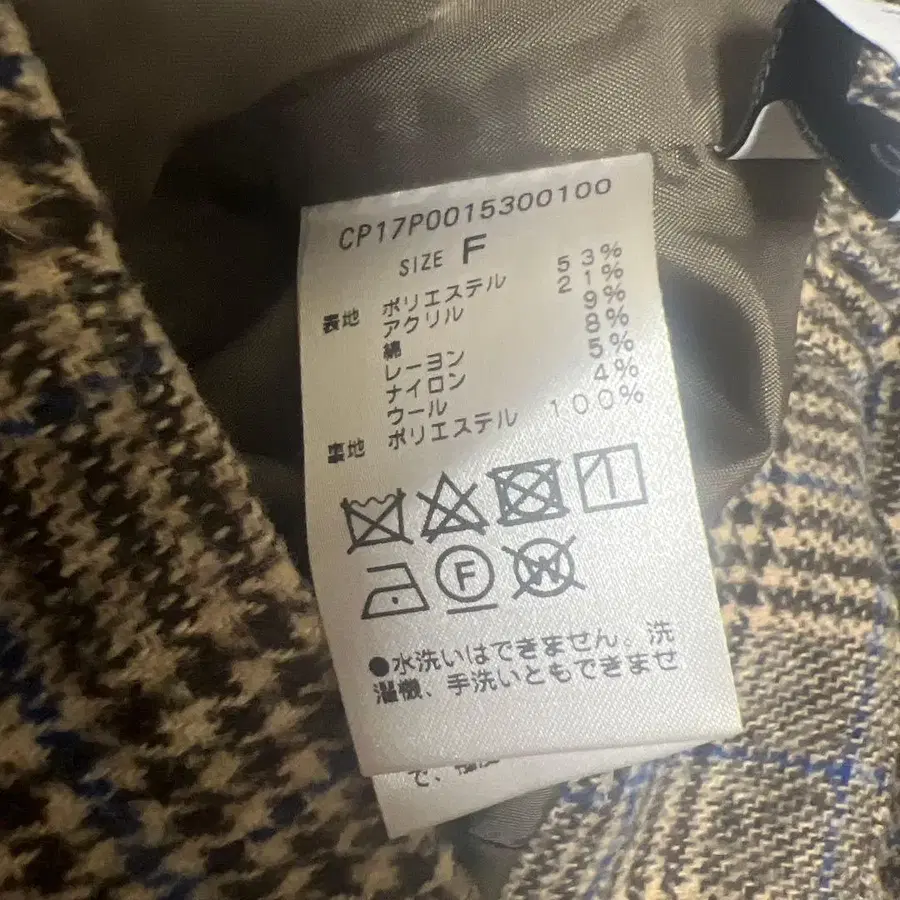 CP17P0015300100
SIZE F
表地 ポリエステル 53%
アクリル 21%
綿 9%
レーヨン 8%
ナイロン 5%
ウール 4%
裏地 ポリエステル 100%
F W
●水洗いはできません。洗
濯機、手洗いともできませ